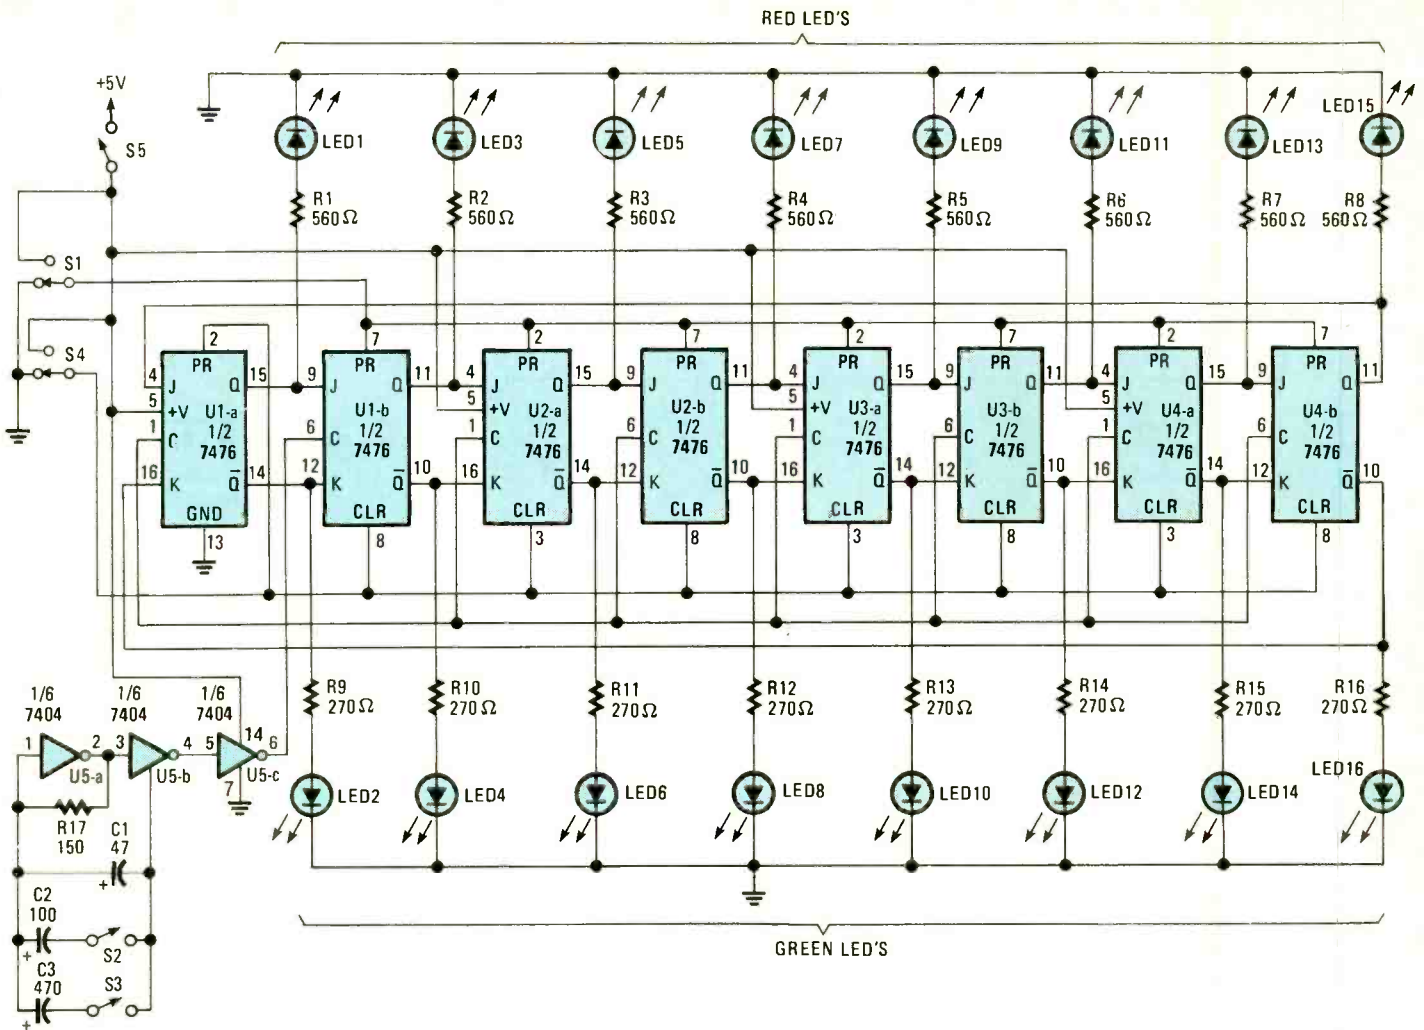 RED LED'S
+5V
S5
LED1
LED3
LED5
LED7
LED9
LED11
LED13
LED15
R1
560Ω
R2
560Ω
R3
560Ω
R4
560Ω
R5
560Ω
R6
560Ω
R7
560Ω
R8
560Ω
S1
S4
2
PR
4 J Q 15
5 +V
U1-a
1/2
7476
1 C
16 K Q̅ 14
GND
13
7
PR
9 J Q 11
U1-b
1/2
7476
6 C
12 K Q̅ 10
CLR
8
2
PR
4 J Q 15
5 +V
U2-a
1/2
7476
1 C
16 K Q̅ 14
CLR
3
7
PR
9 J Q 11
U2-b
1/2
7476
6 C
12 K Q̅ 10
CLR
8
2
PR
4 J Q 15
5 +V
U3-a
1/2
7476
1 C
16 K Q̅ 14
CLR
3
7
PR
9 J Q 11
U3-b
1/2
7476
6 C
12 K Q̅ 10
CLR
8
2
PR
4 J Q 15
5 +V
U4-a
1/2
7476
1 C
16 K Q̅ 14
CLR
3
7
PR
9 J Q 11
U4-b
1/2
7476
6 C
12 K Q̅ 10
CLR
8
R9
270Ω
R10
270Ω
R11
270Ω
R12
270Ω
R13
270Ω
R14
270Ω
R15
270Ω
R16
270Ω
1/6
7404
1 2
U5-a
1/6
7404
3 4
U5-b
1/6
7404
5 14 6
7
U5-c
LED2
LED4
LED6
LED8
LED10
LED12
LED14
LED16
R17
150
C1
47
+
C2
100
+
S2
C3
470
+
S3
GREEN LED'S